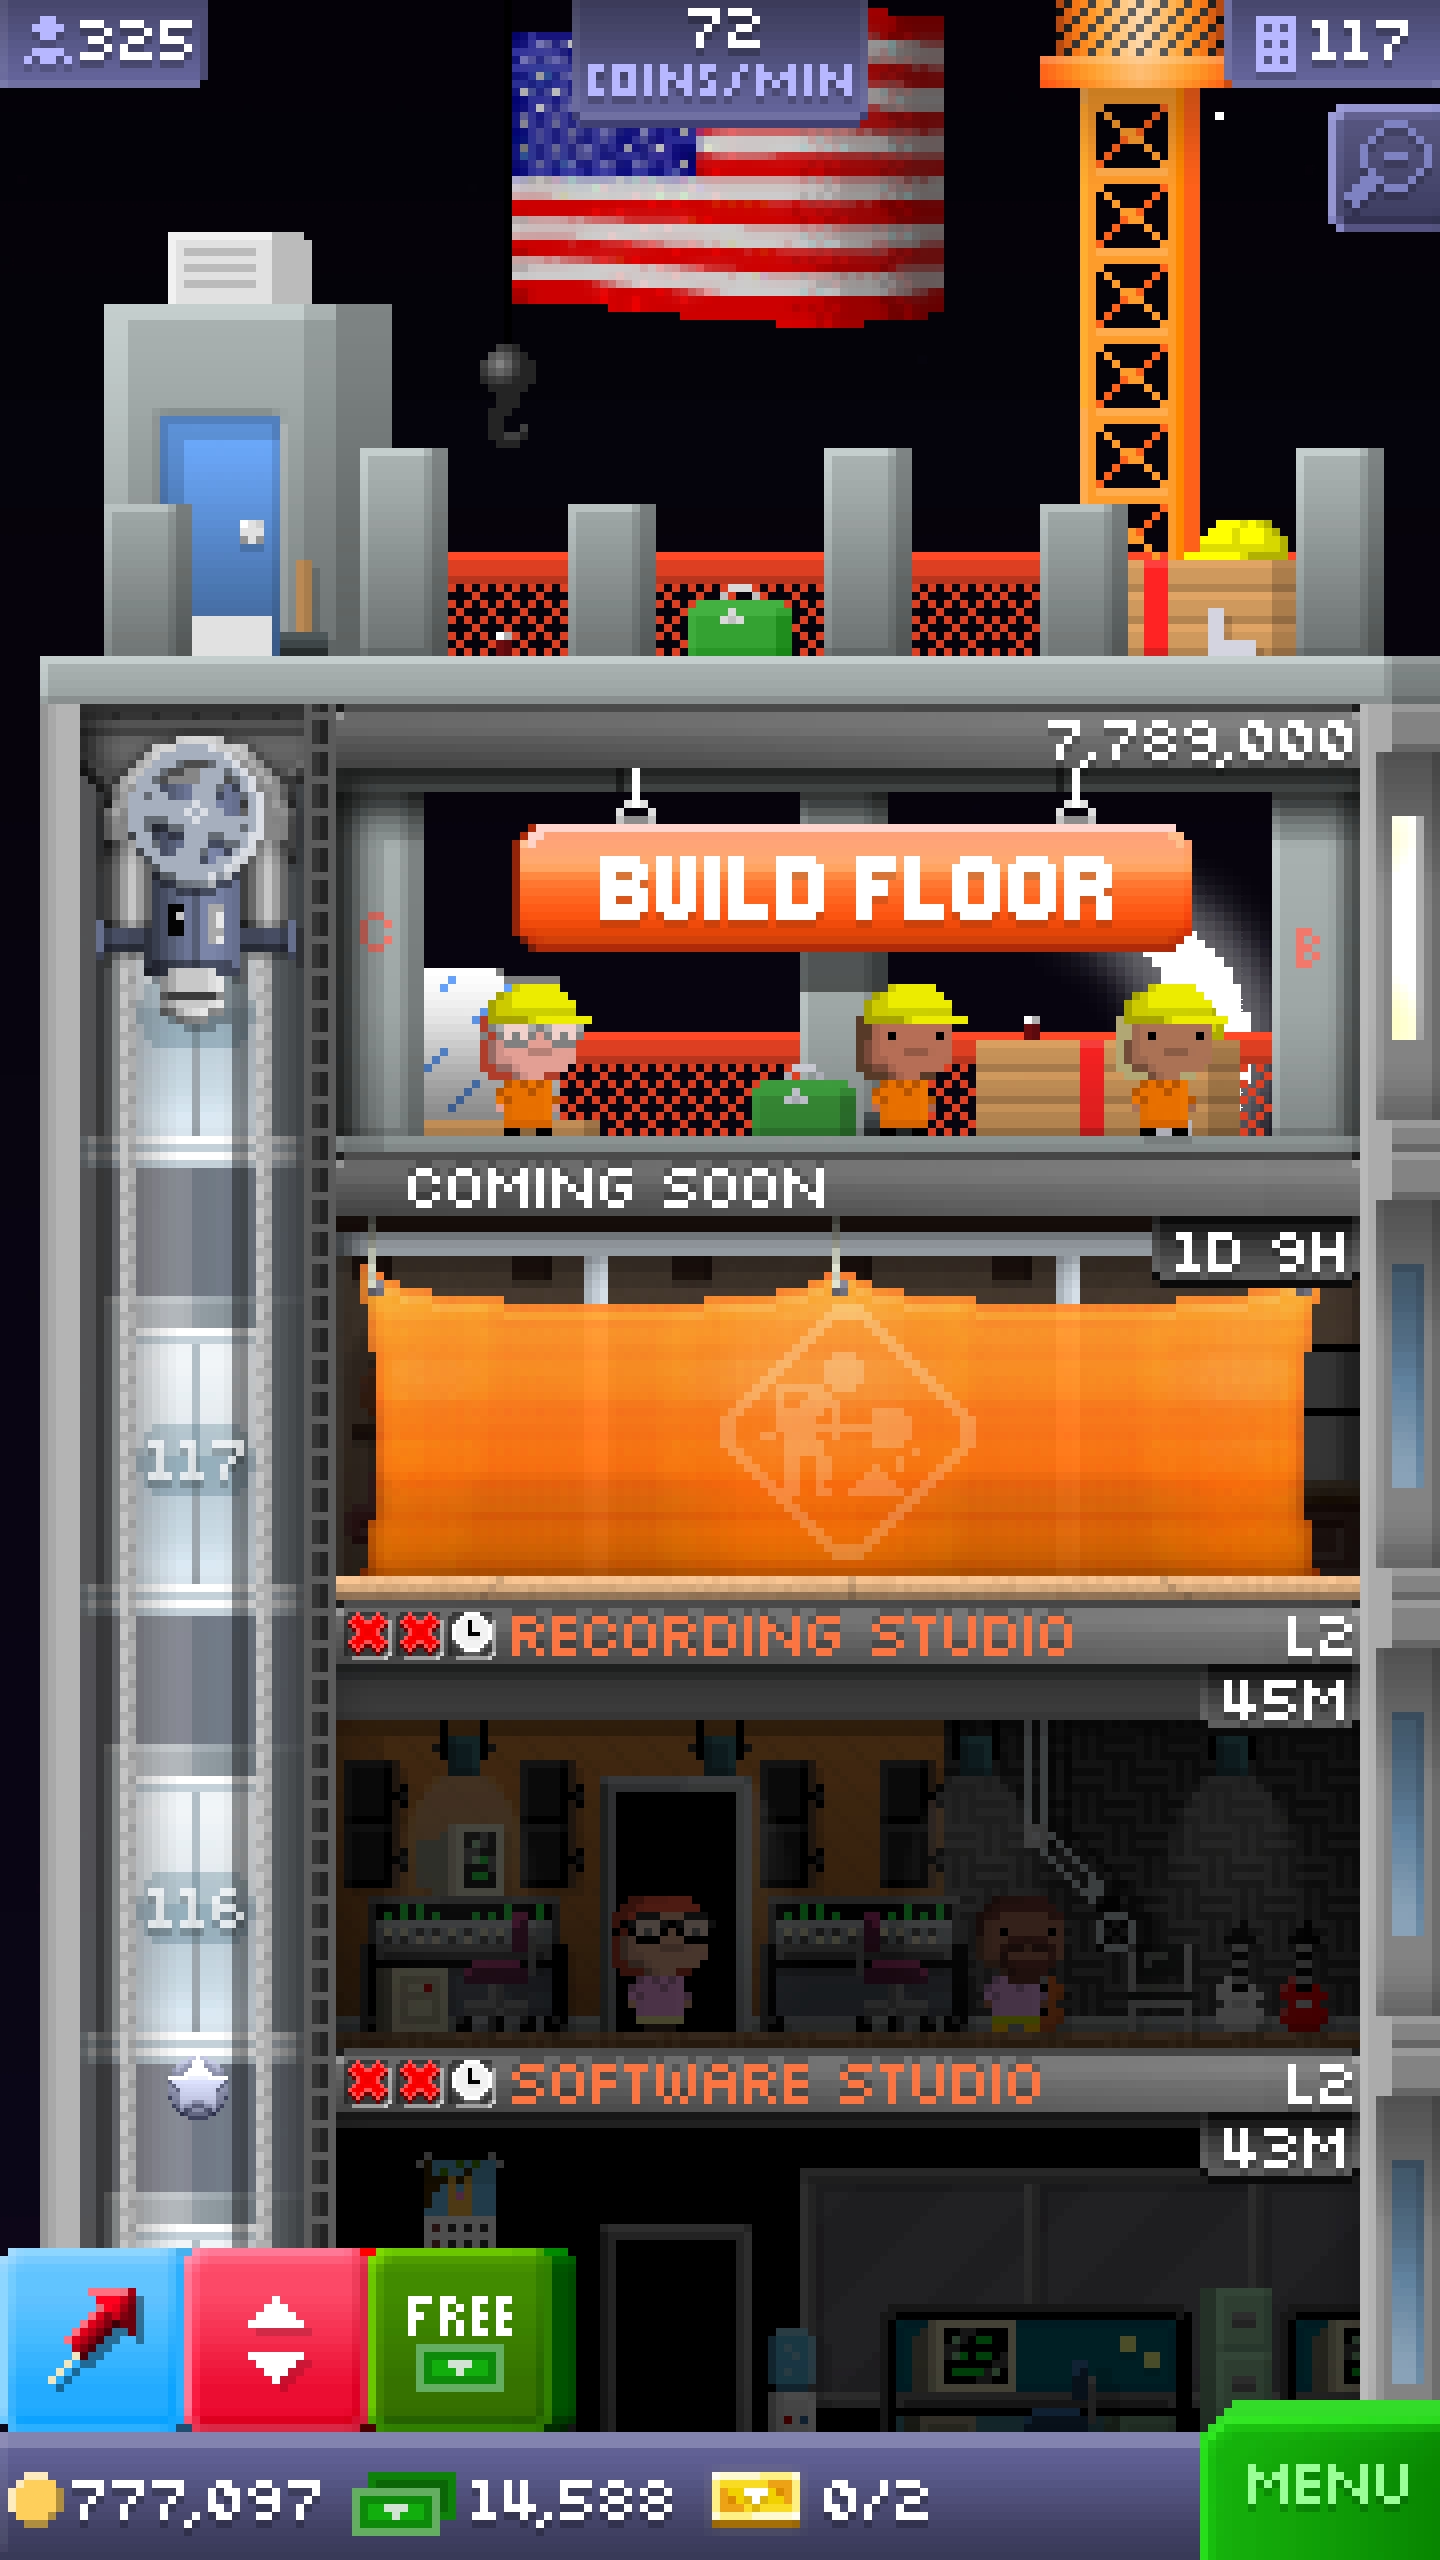 325
72
COINS/MIN
117
7,789,000
BUILD FLOOR
C
B
COMING SOON
1D 9H
117
RECORDING STUDIO L2
45M
116
SOFTWARE STUDIO L2
43M
FREE
777,097 14,588 0/2
MENU